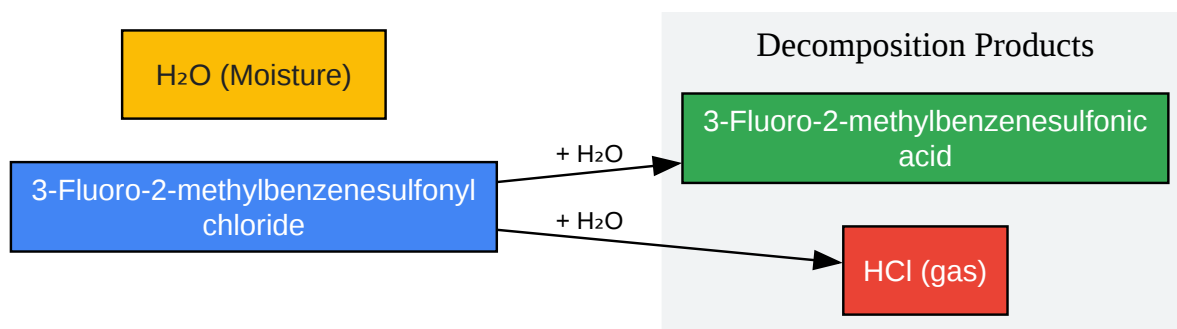 H₂O (Moisture)
3-Fluoro-2-methylbenzenesulfonyl
chloride
+ H₂O
+ H₂O
Decomposition Products
3-Fluoro-2-methylbenzenesulfonic
acid
HCl (gas)